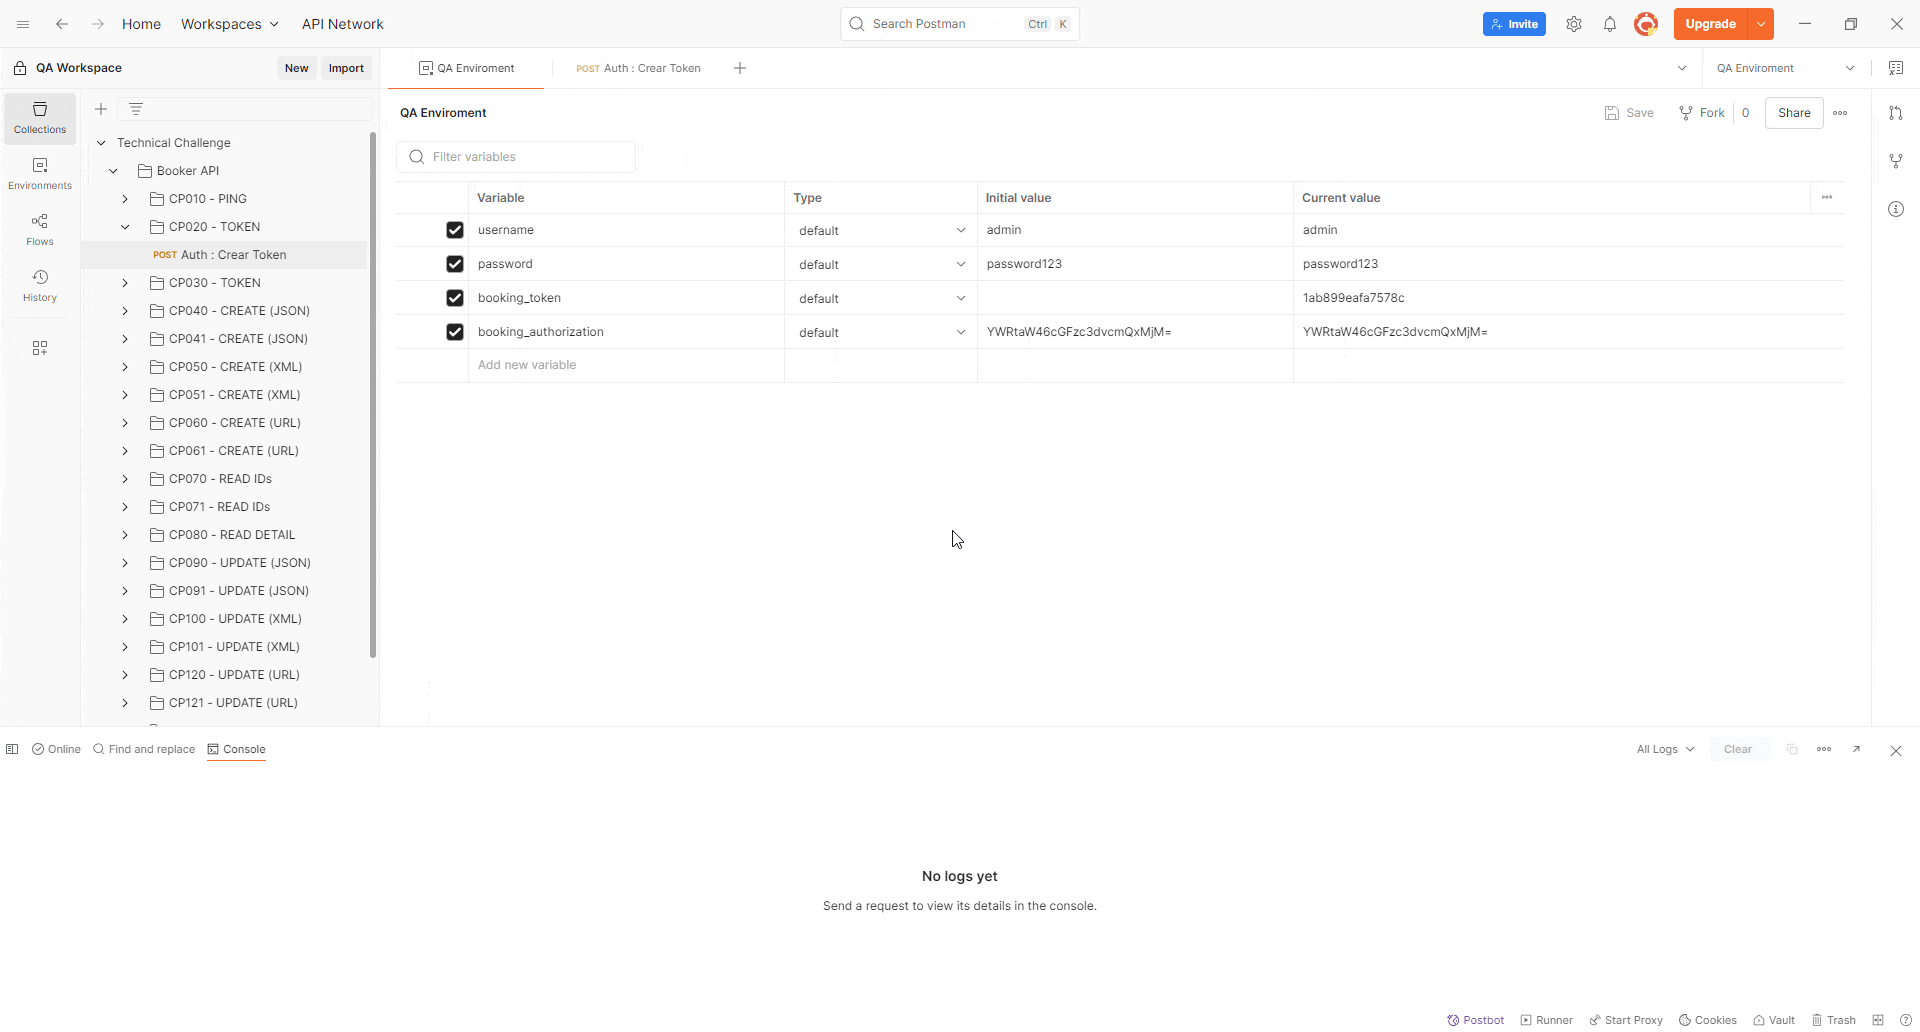 Home
Workspaces
API Network
Search Postman
Ctrl K
Invite
Upgrade
QA Workspace
New
Import
QA Enviroment
POST Auth : Crear Token
QA Enviroment
Collections
Environments
Flows
History
Technical Challenge
Booker API
CP010 - PING
CP020 - TOKEN
POST Auth : Crear Token
CP030 - TOKEN
CP040 - CREATE (JSON)
CP041 - CREATE (JSON)
CP050 - CREATE (XML)
CP051 - CREATE (XML)
CP060 - CREATE (URL)
CP061 - CREATE (URL)
CP070 - READ IDs
CP071 - READ IDs
CP080 - READ DETAIL
CP090 - UPDATE (JSON)
CP091 - UPDATE (JSON)
CP100 - UPDATE (XML)
CP101 - UPDATE (XML)
CP120 - UPDATE (URL)
CP121 - UPDATE (URL)
QA Enviroment
Save
Fork 0
Share
Filter variables
Variable Type Initial value Current value
username default admin admin
password default password123 password123
booking_token default 1ab899eafa7578c
booking_authorization default YWRtaW46cGFzc3dvcmQxMjM= YWRtaW46cGFzc3dvcmQxMjM=
Add new variable
Online
Find and replace
Console
All Logs
Clear
No logs yet
Send a request to view its details in the console.
Postbot
Runner
Start Proxy
Cookies
Vault
Trash